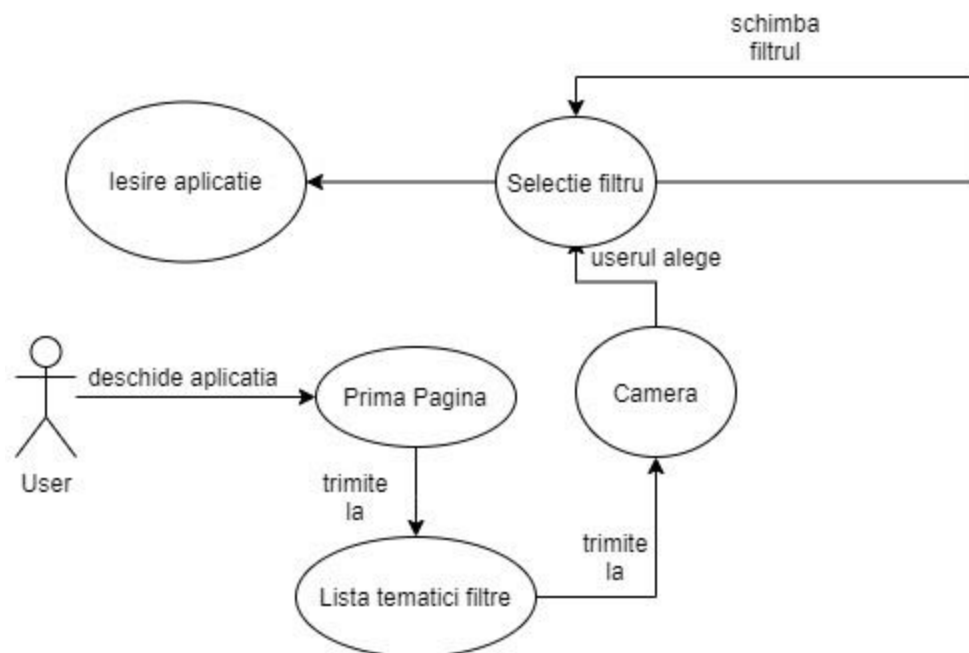 schimba
filtrul
Iesire aplicatie
Selectie filtru
userul alege
deschide aplicatia
Prima Pagina
Camera
User
trimite
la
trimite
la
Lista tematici filtre